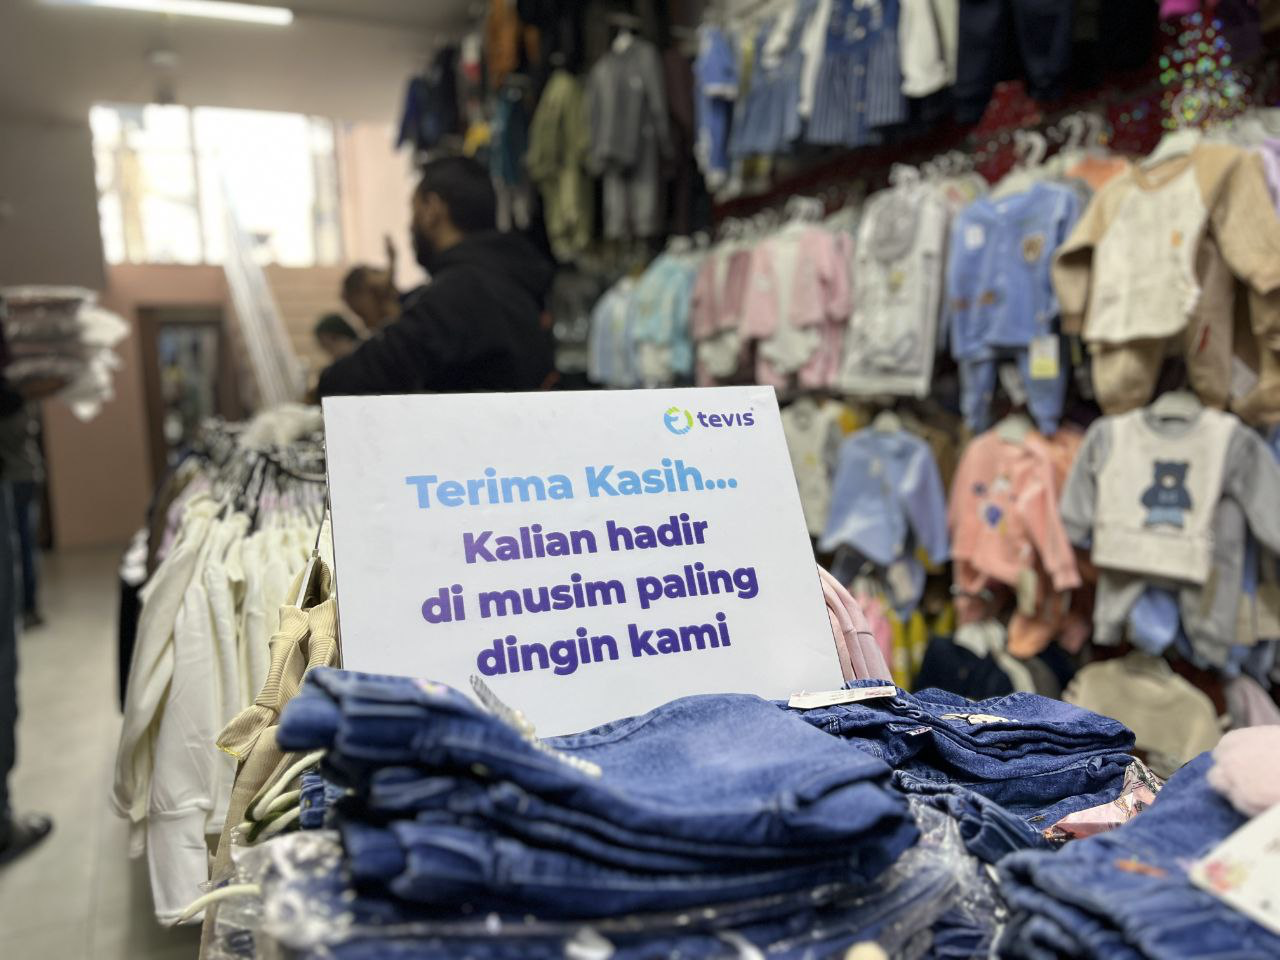 tevis
Terima Kasih...
Kalian hadir
di musim paling
dingin kami